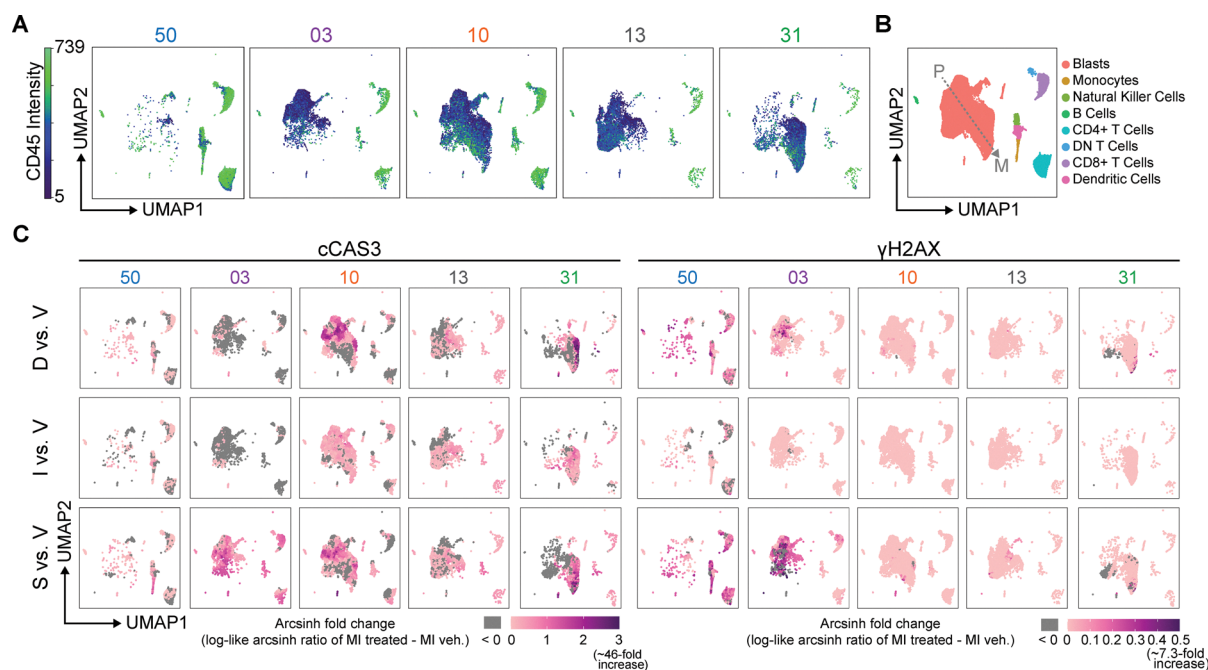 A
50
03
10
13
31
739
CD45 Intensity
5
UMAP2
UMAP1
B
P
M
UMAP2
UMAP1
Blasts
Monocytes
Natural Killer Cells
B Cells
CD4+ T Cells
DN T Cells
CD8+ T Cells
Dendritic Cells
C
cCAS3
γH2AX
50
03
10
13
31
50
03
10
13
31
D vs. V
I vs. V
S vs. V
UMAP2
UMAP1
Arcsinh fold change
(log-like arcsinh ratio of MI treated - MI veh.)
< 0
0
1
2
3
(~46-fold
increase)
Arcsinh fold change
(log-like arcsinh ratio of MI treated - MI veh.)
< 0
0
0.1
0.2
0.3
0.4
0.5
(~7.3-fold
increase)